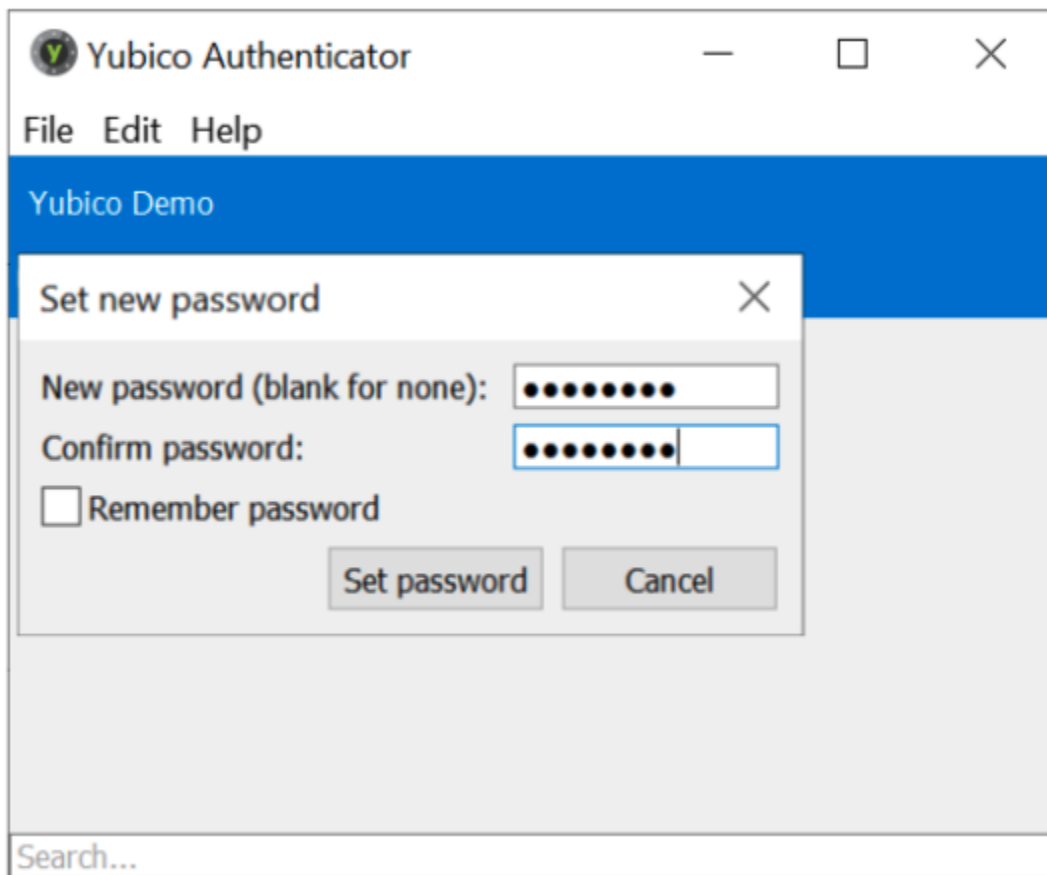 Yubico Authenticator
File Edit Help
Yubico Demo
Set new password
New password (blank for none): ●●●●●●●●
Confirm password: ●●●●●●●●
Remember password
Set password Cancel
Search...